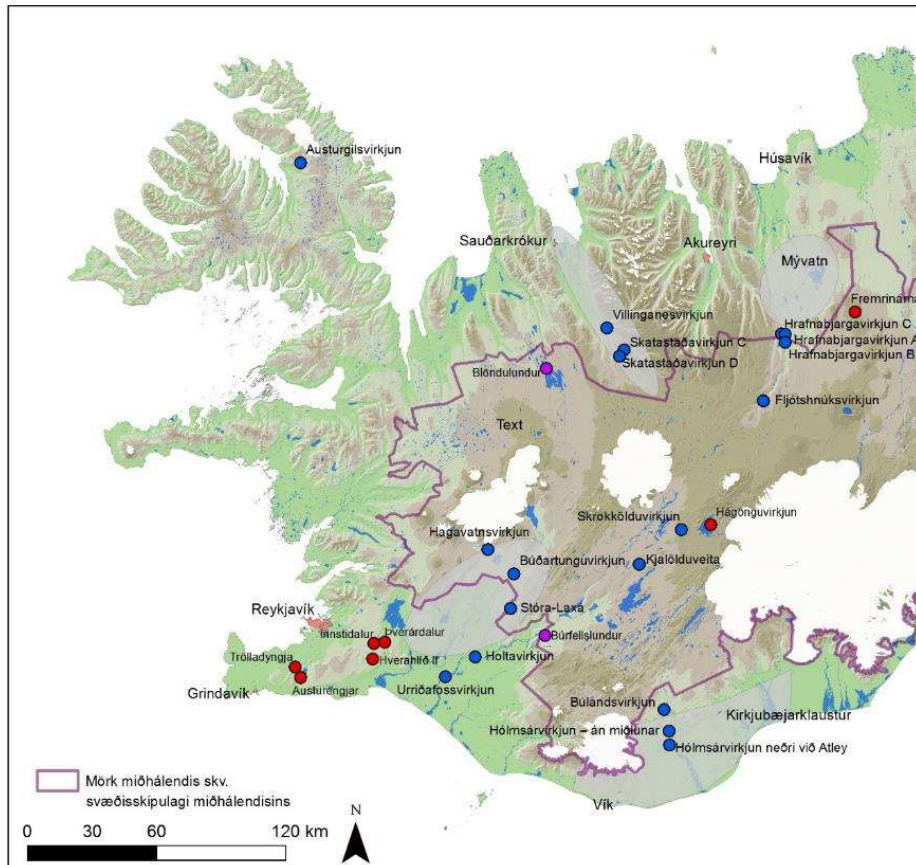 Austurgilsvirkjun
Húsavík
Sauðárkrókur
Akureyri
Mývatn
Villinganesvirkjun
Fremrinámar
Hrafnabjargavirkjun C
Hrafnabjargavirkjun A
Hrafnabjargavirkjun B
Skatastaðavirkjun C
Skatastaðavirkjun D
Blöndulundur
Fljótshnúksvirkjun
Text
Skrokkölduvirkjun
Hágönguvirkjun
Hagavatnsvirkjun
Búðartunguvirkjun
Kjalölduveita
Stóra-Laxá
Reykjavík
Innstidalur
Þverárdalur
Búrfellslundur
Trölladyngja
Hverahlíð II
Holtavirkjun
Grindavík
Austurengjar
Urriðafossvirkjun
Búlandsvirkjun
Kirkjubæjarklaustur
Hólmsárvirkjun – án miðlunar
Hólmsárvirkjun neðri við Atley
Vík
Mörk miðhálendis skv.
svæðisskipulagi miðhálendisins
N
0 30 60 120 km